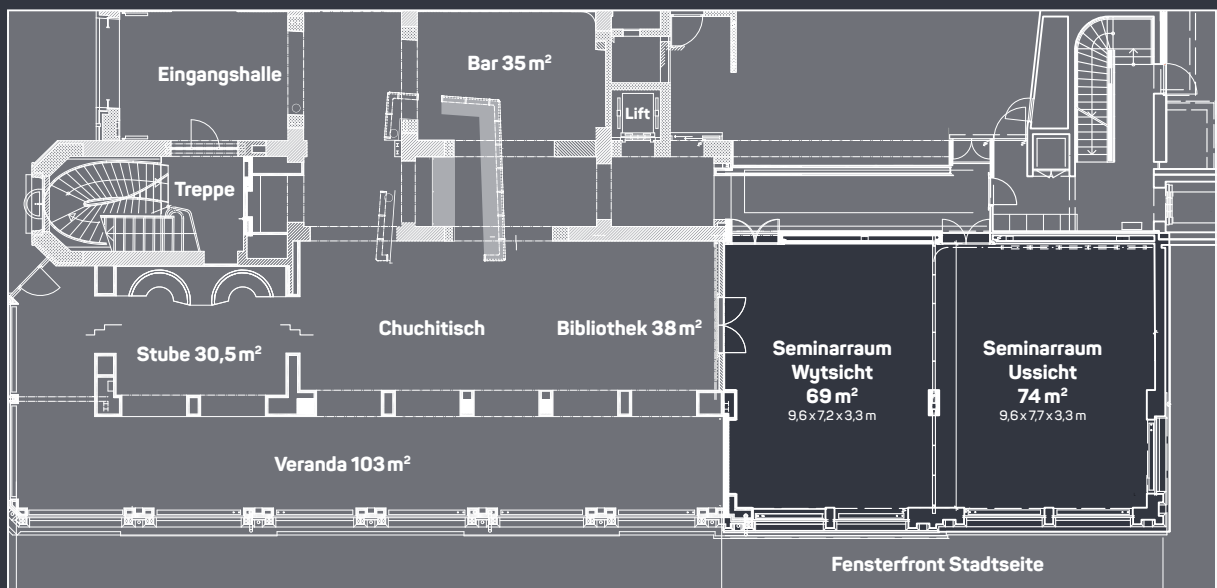 Eingangshalle
Bar 35 m²
Lift
Treppe
Chuchitisch
Bibliothek 38 m²
Stube 30,5 m²
Seminarraum
Wytsicht
69 m²
9,6 x 7,2 x 3,3 m
Seminarraum
Ussicht
74 m²
9,6 x 7,7 x 3,3 m
Veranda 103 m²
Fensterfront Stadtseite